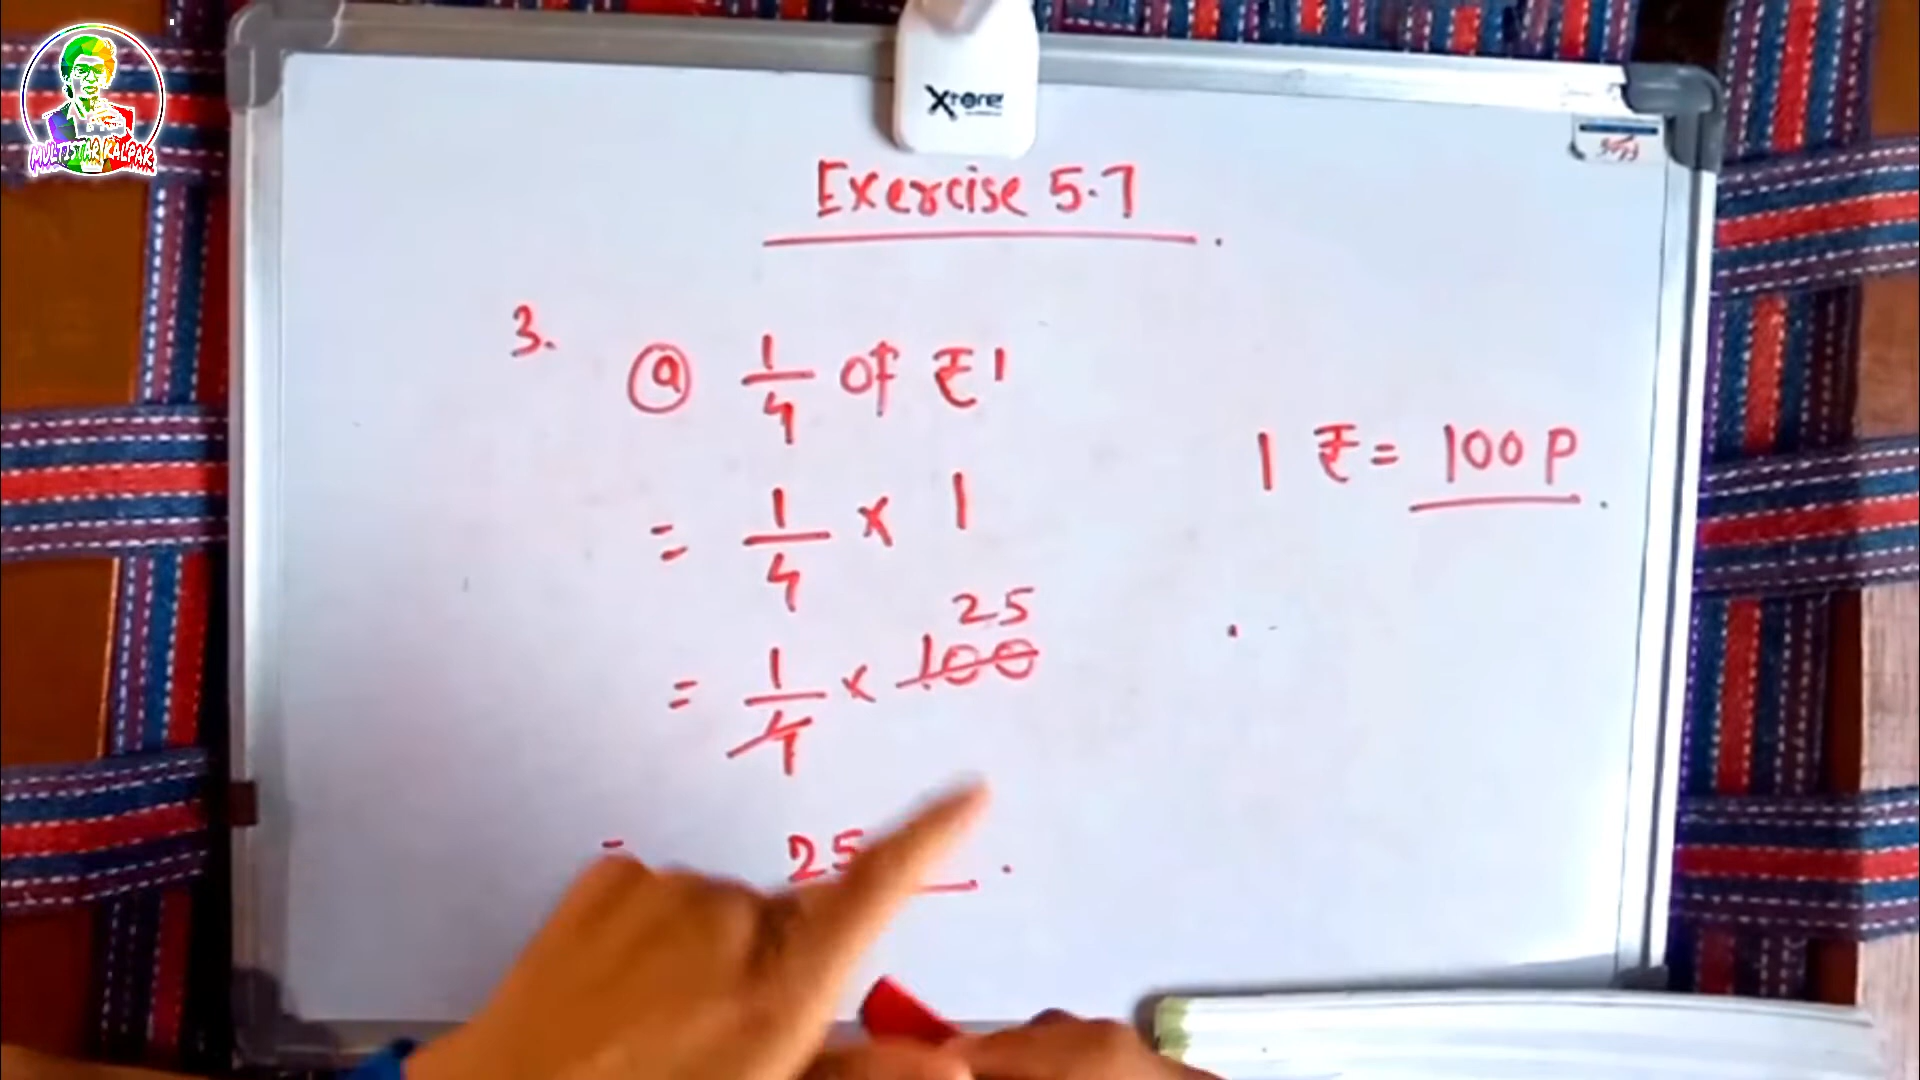 MULTISTAR KALPAK
Xtore
Exercise 5.7
3. (a) 1/4 of ₹1
1 ₹ = 100 P
= 1/4 × 1
25
= 1/4 × 100
= 25